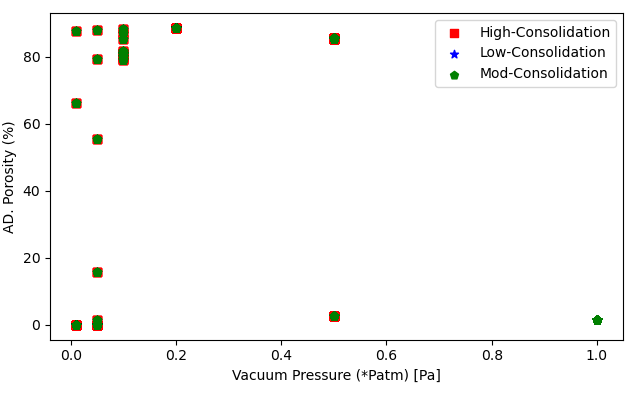 High-Consolidation
Low-Consolidation
Mod-Consolidation
AD. Porosity (%)
80
60
40
20
0
0.0 0.2 0.4 0.6 0.8 1.0
Vacuum Pressure (*Patm) [Pa]